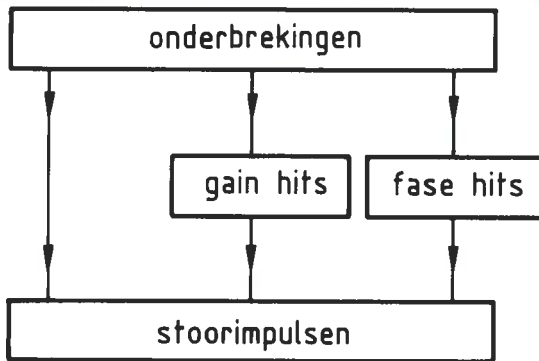 onderbrekingen
gain hits
fase hits
stoorimpulsen